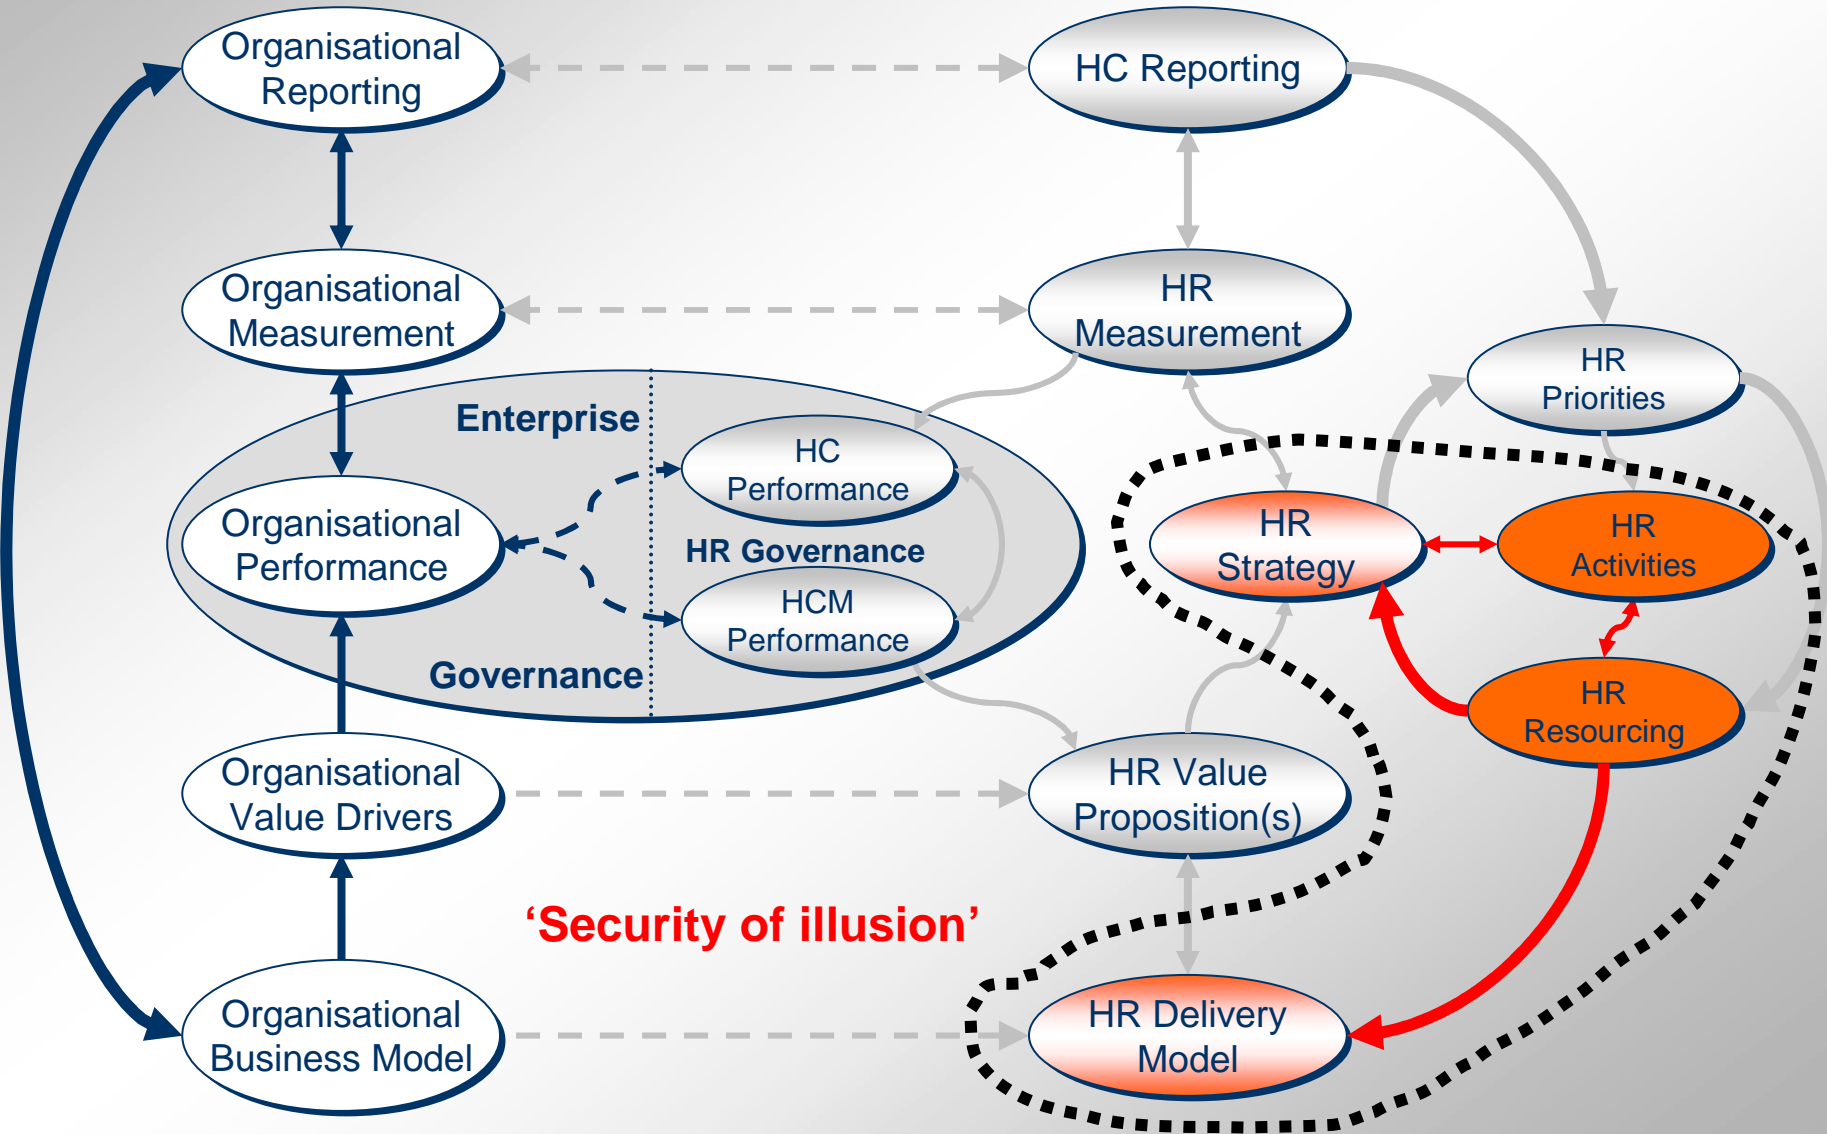 Organisational
Reporting
HC Reporting
Organisational
Measurement
HR
Measurement
HR
Priorities
Enterprise
HC
Performance
Organisational
Performance
HR Governance
HR
Strategy
HR
Activities
HCM
Performance
Governance
HR
Resourcing
Organisational
Value Drivers
HR Value
Proposition(s)
‘Security of illusion’
Organisational
Business Model
HR Delivery
Model